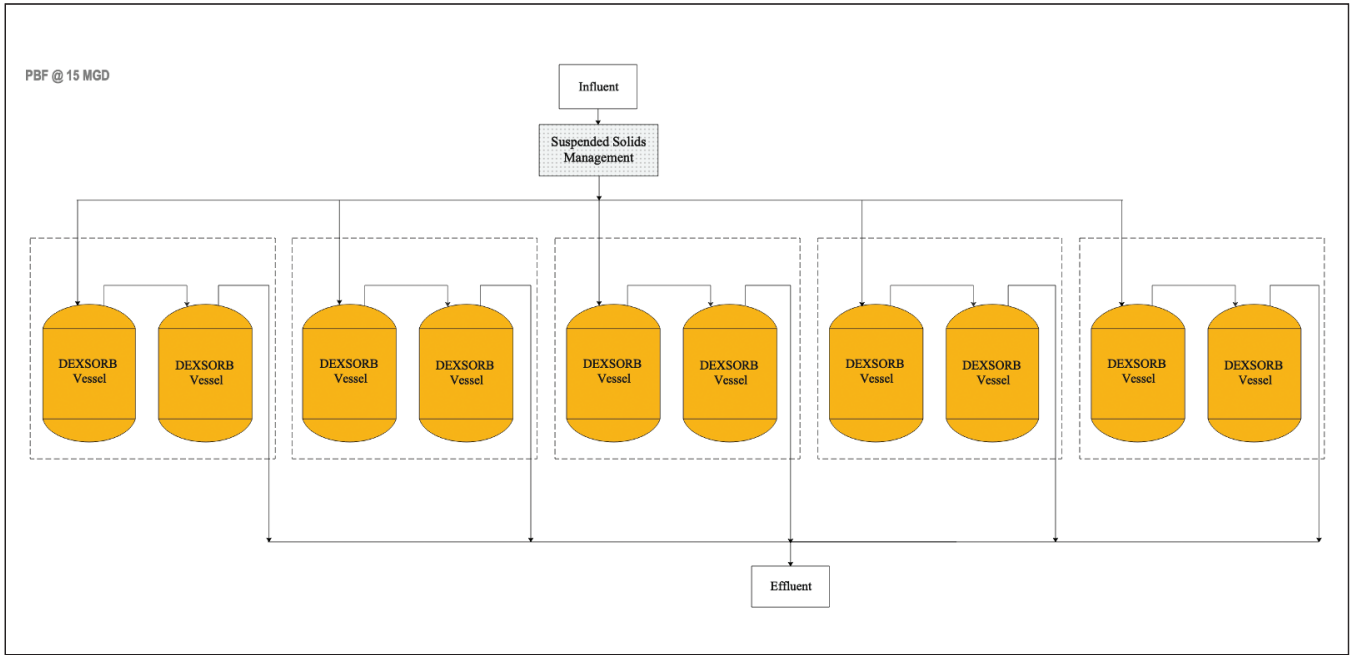 PBF @ 15 MGD
Influent
Suspended Solids
Management
DEXSORB
Vessel
DEXSORB
Vessel
DEXSORB
Vessel
DEXSORB
Vessel
DEXSORB
Vessel
DEXSORB
Vessel
DEXSORB
Vessel
DEXSORB
Vessel
DEXSORB
Vessel
DEXSORB
Vessel
Effluent